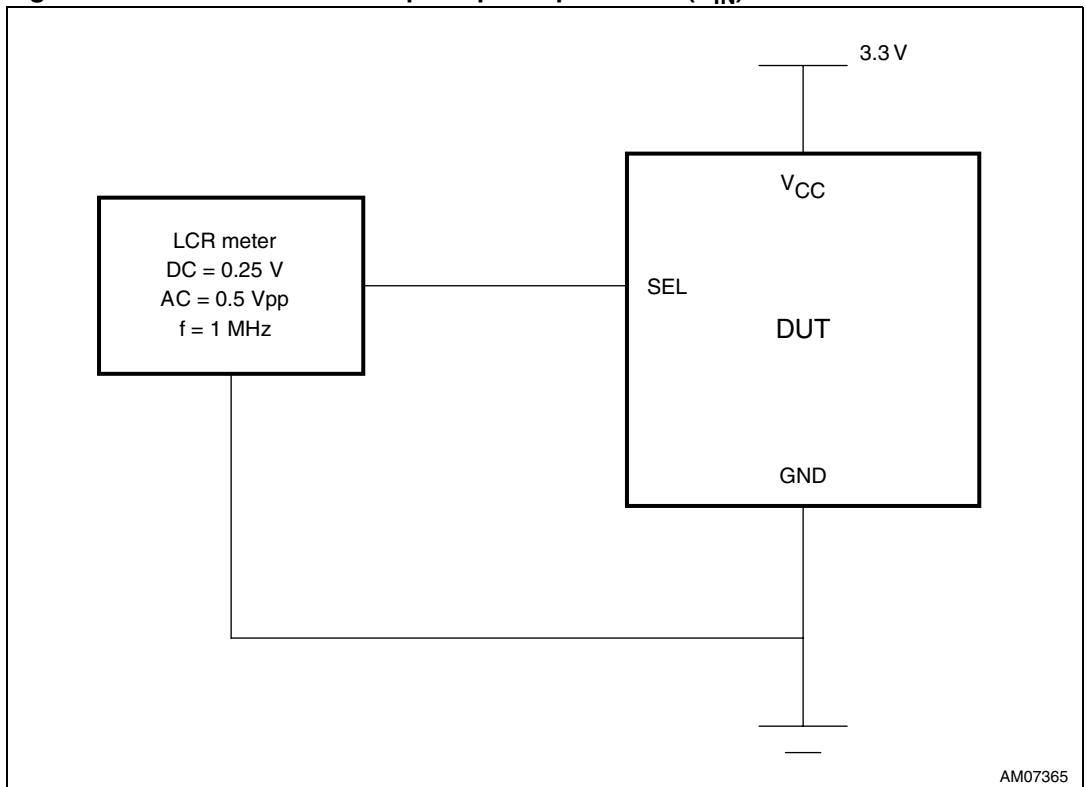 3.3 V
VCC
LCR meter
DC = 0.25 V
AC = 0.5 Vpp
f = 1 MHz
SEL
DUT
GND
AM07365